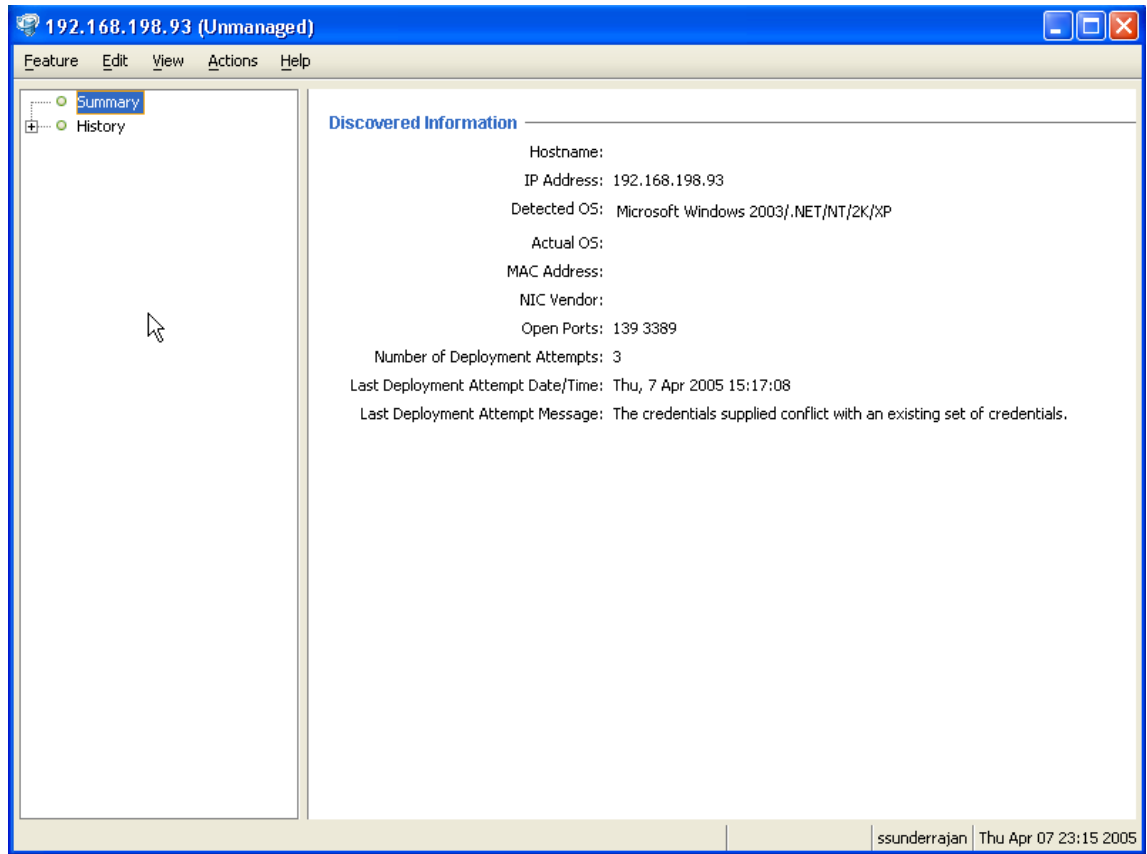 192.168.198.93 (Unmanaged)
Feature Edit View Actions Help
Summary
History
Discovered Information
Hostname:
IP Address: 192.168.198.93
Detected OS: Microsoft Windows 2003/.NET/NT/2K/XP
Actual OS:
MAC Address:
NIC Vendor:
Open Ports: 139 3389
Number of Deployment Attempts: 3
Last Deployment Attempt Date/Time: Thu, 7 Apr 2005 15:17:08
Last Deployment Attempt Message: The credentials supplied conflict with an existing set of credentials.
ssunderrajan Thu Apr 07 23:15 2005